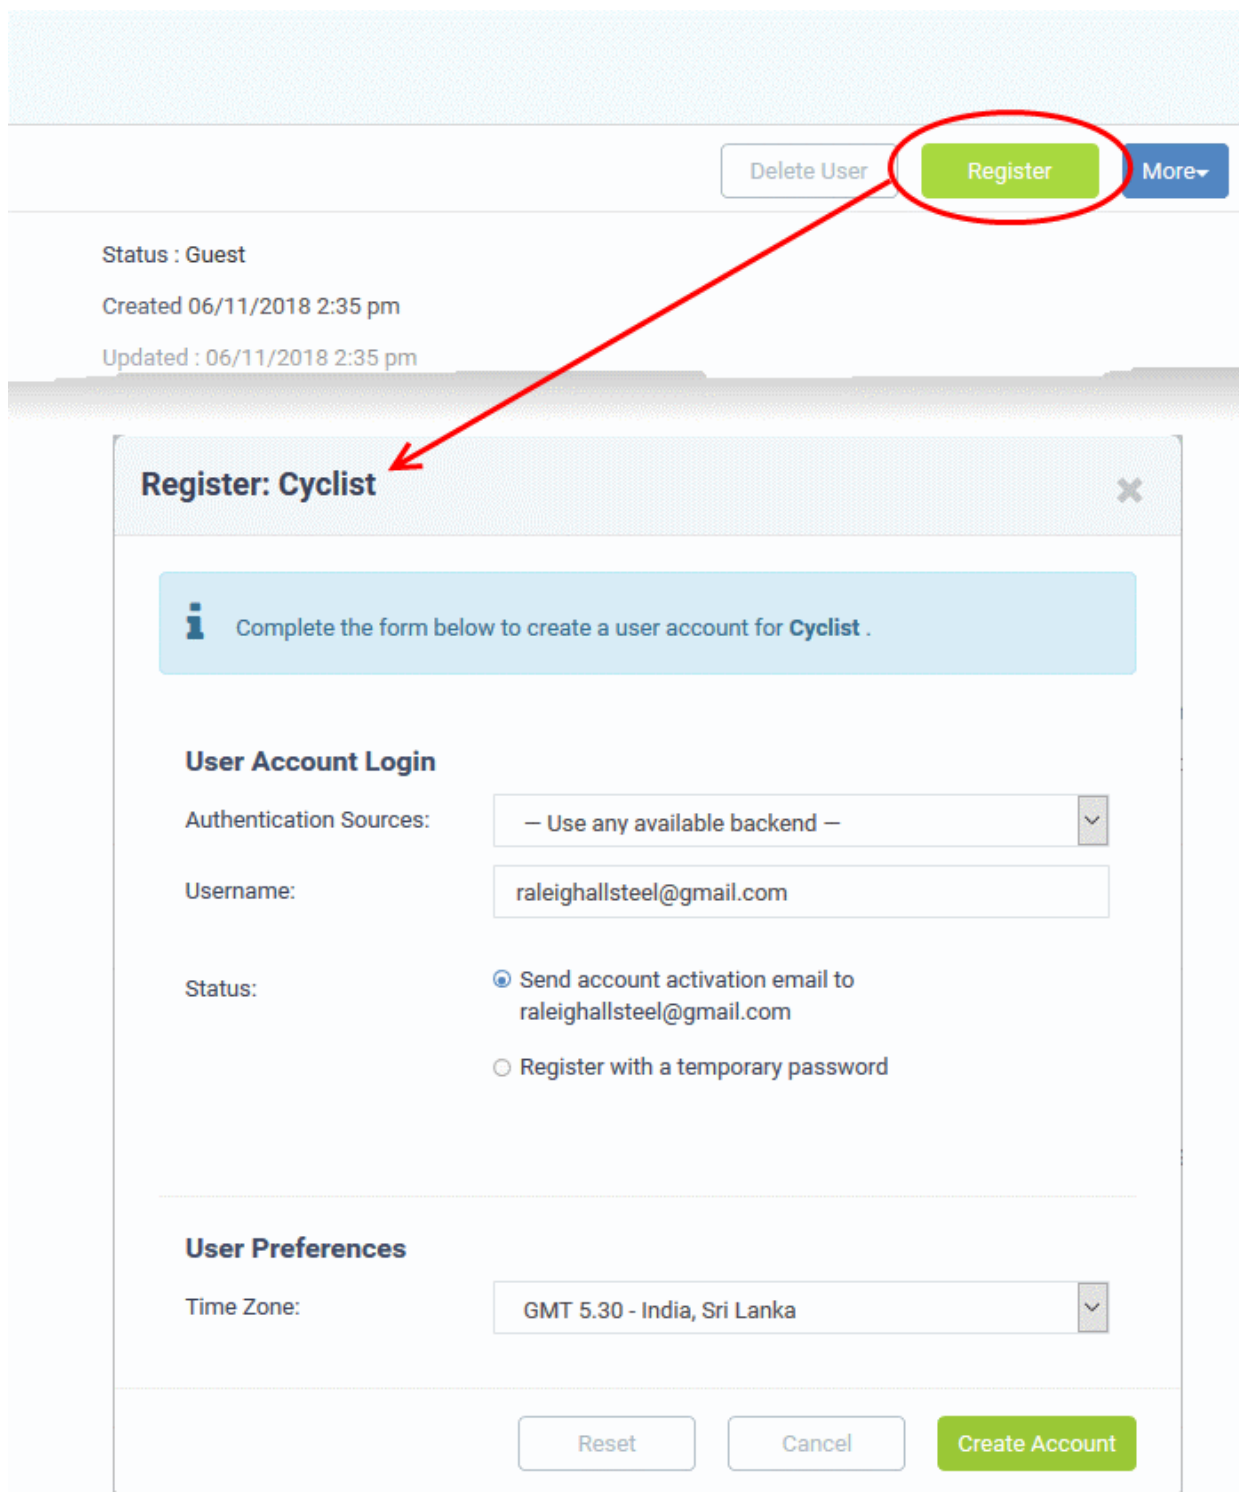 Delete User
Register
More
Status : Guest
Created 06/11/2018 2:35 pm
Updated : 06/11/2018 2:35 pm
Register: Cyclist
Complete the form below to create a user account for Cyclist .
User Account Login
Authentication Sources:
— Use any available backend —
Username:
raleighallsteel@gmail.com
Status:
Send account activation email to
raleighallsteel@gmail.com
Register with a temporary password
User Preferences
Time Zone:
GMT 5.30 - India, Sri Lanka
Reset
Cancel
Create Account